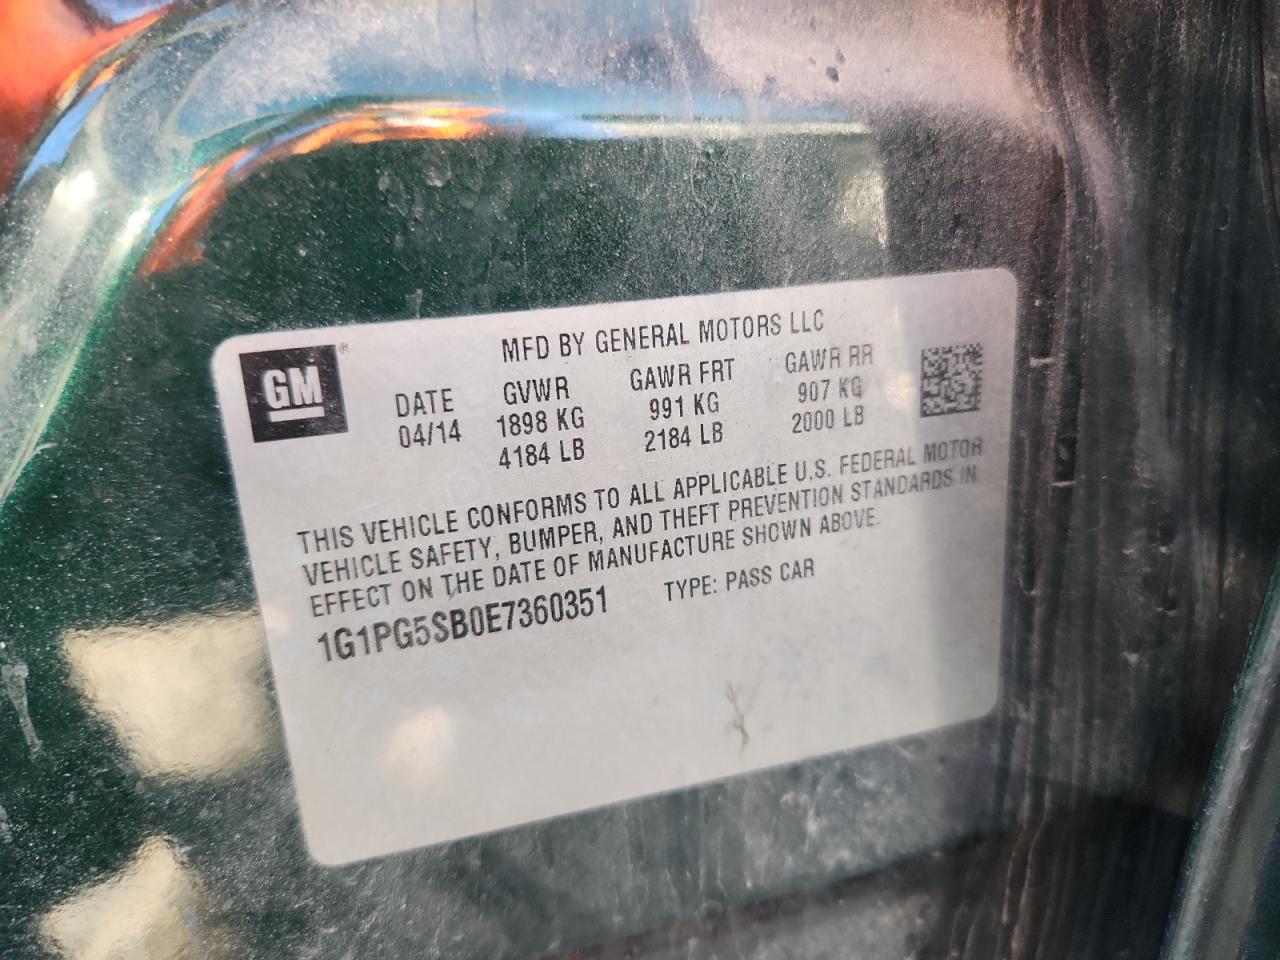 GM®
MFD BY GENERAL MOTORS LLC
DATE GVWR GAWR FRT GAWR RR
04/14 1898 KG 991 KG 907 KG
4184 LB 2184 LB 2000 LB
THIS VEHICLE CONFORMS TO ALL APPLICABLE U.S. FEDERAL MOTOR
VEHICLE SAFETY, BUMPER, AND THEFT PREVENTION STANDARDS IN
EFFECT ON THE DATE OF MANUFACTURE SHOWN ABOVE.
1G1PG5SB0E7360351 TYPE: PASS CAR